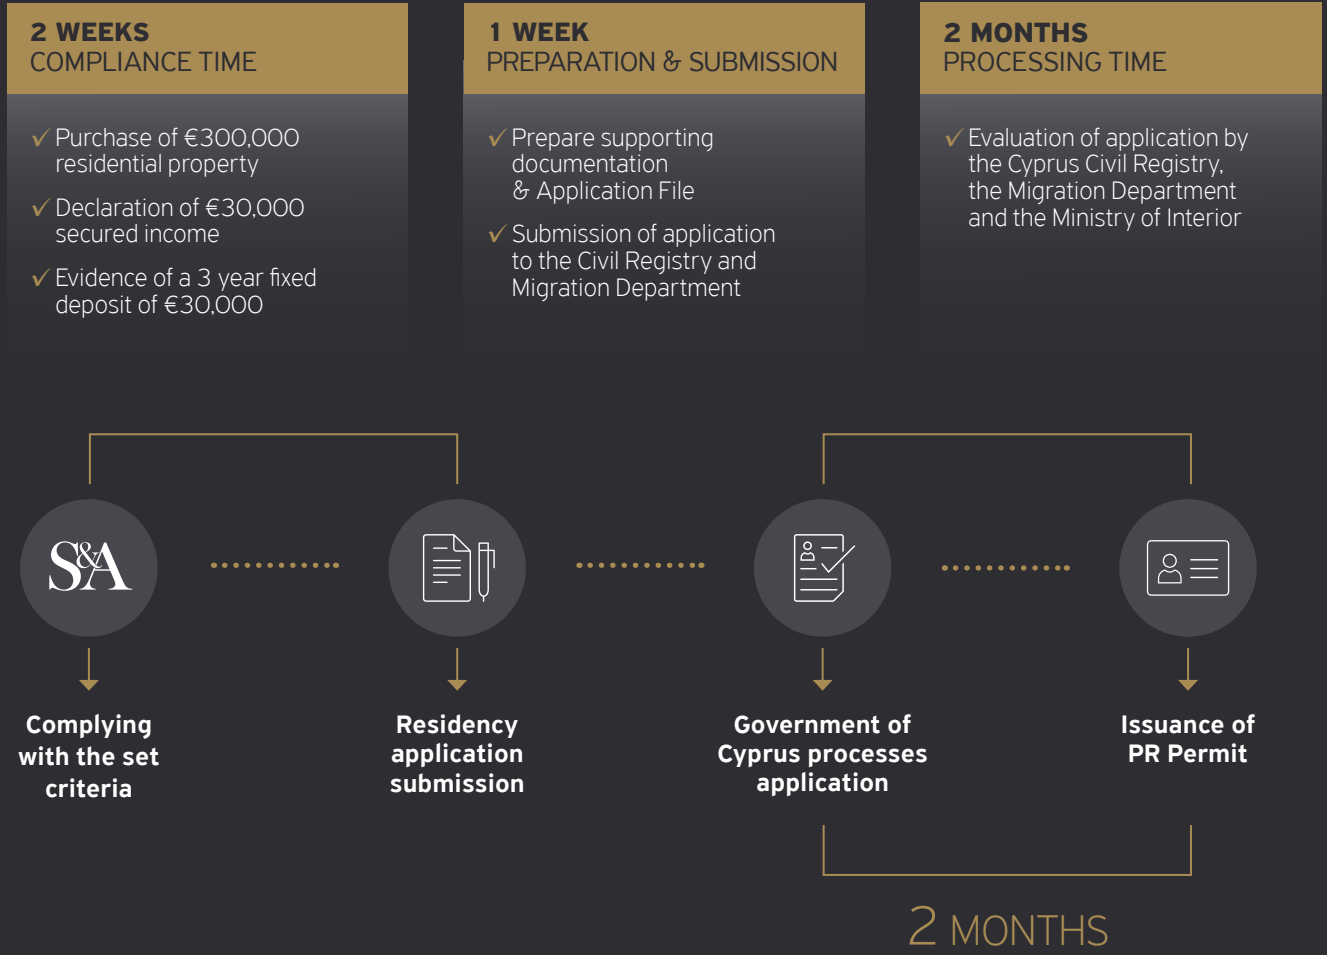 2 WEEKS
COMPLIANCE TIME
✓ Purchase of €300,000
residential property
✓ Declaration of €30,000
secured income
✓ Evidence of a 3 year fixed
deposit of €30,000
1 WEEK
PREPARATION & SUBMISSION
✓ Prepare supporting
documentation
& Application File
✓ Submission of application
to the Civil Registry and
Migration Department
2 MONTHS
PROCESSING TIME
✓ Evaluation of application by
the Cyprus Civil Registry,
the Migration Department
and the Ministry of Interior
S&A
Complying
with the set
criteria
Residency
application
submission
Government of
Cyprus processes
application
Issuance of
PR Permit
2 MONTHS